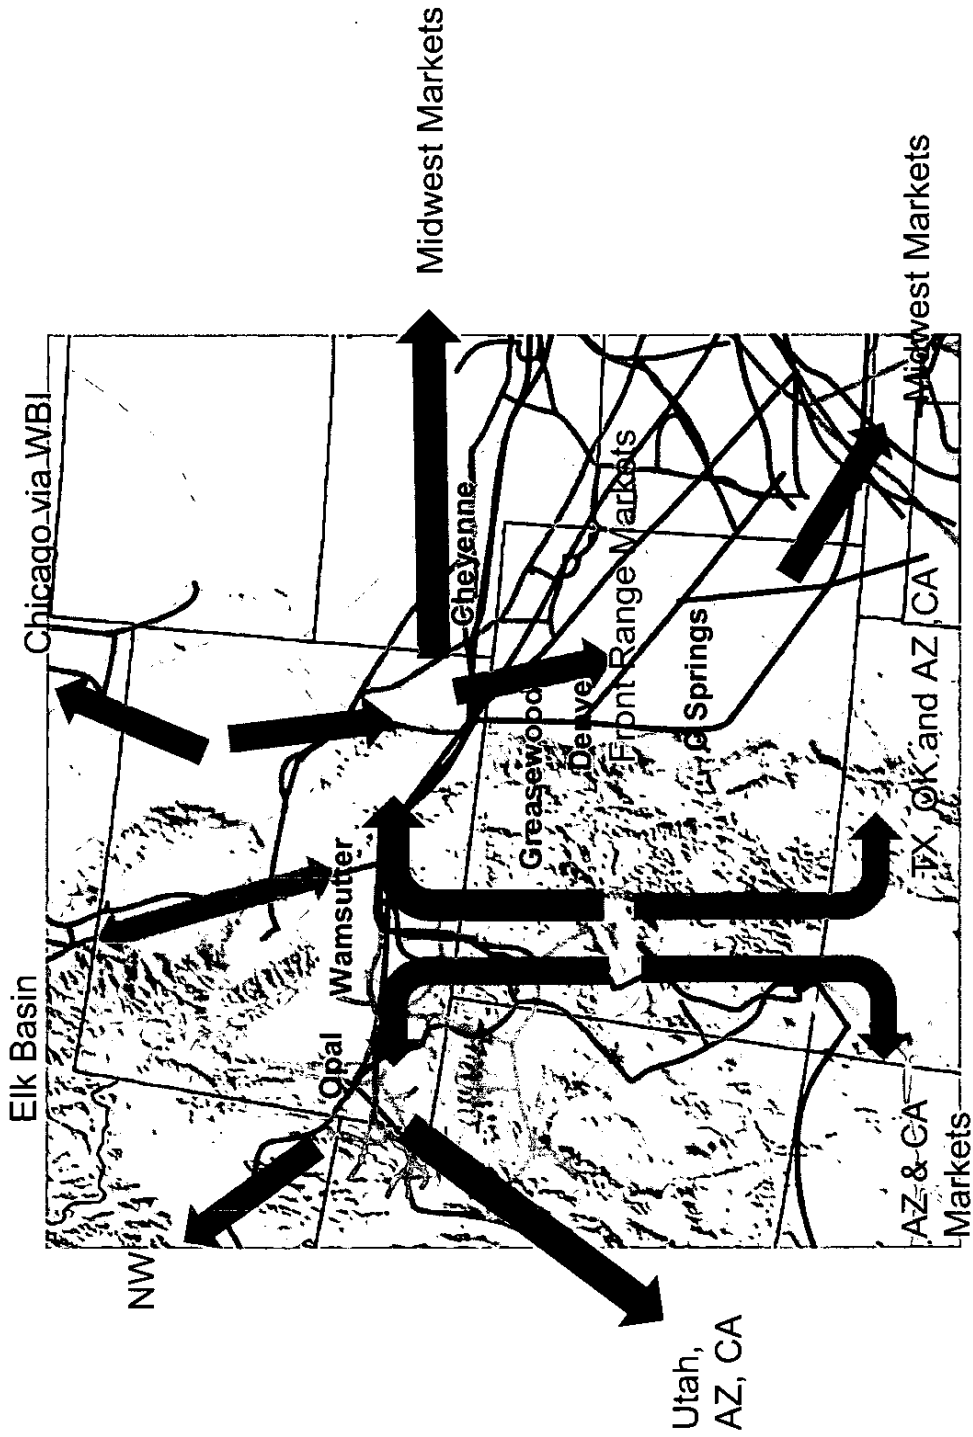 Elk Basin
Chicago via WBI
NW
Opal
Wamsutter
Cheyenne
Midwest Markets
Greasewood
Denve
Front Range Markets
C Springs
Utah,
AZ, CA
AZ & CA
Markets
TX, OK and AZ ,CA
Midwest Markets